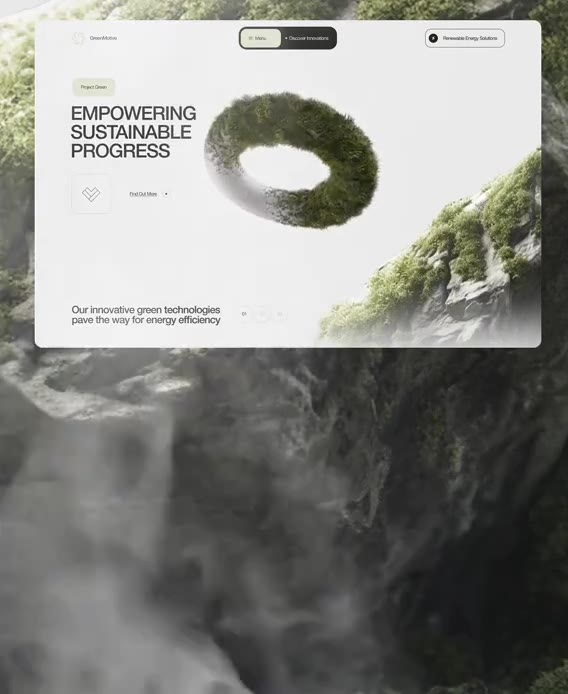 GreenMotvis
Menu
Discover Innovations
Renewable Energy Solutions
Project Green
EMPOWERING
SUSTAINABLE
PROGRESS
Find Out More
Our innovative green technologies
pave the way for energy efficiency